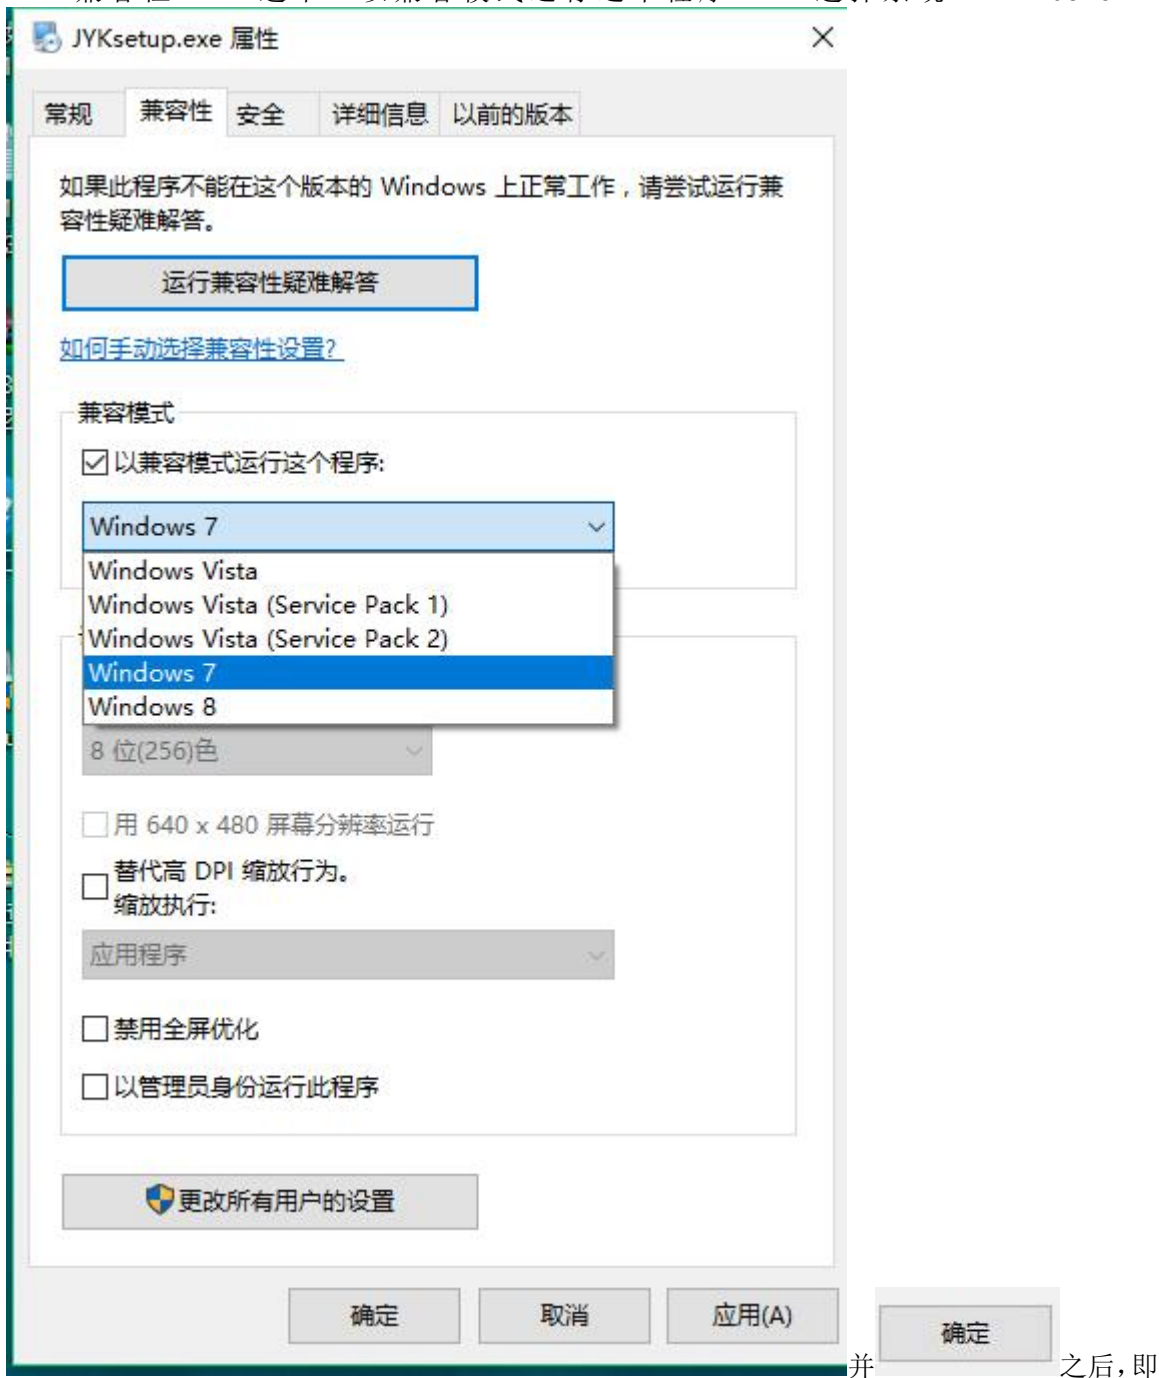 JYKsetup.exe 属性
常规 兼容性 安全 详细信息 以前的版本
如果此程序不能在这个版本的 Windows 上正常工作，请尝试运行兼
容性疑难解答。
运行兼容性疑难解答
如何手动选择兼容性设置?
兼容模式
以兼容模式运行这个程序:
Windows 7
Windows Vista
Windows Vista (Service Pack 1)
Windows Vista (Service Pack 2)
Windows 7
Windows 8
8 位(256)色
用 640 x 480 屏幕分辨率运行
替代高 DPI 缩放行为。
缩放执行:
应用程序
禁用全屏优化
以管理员身份运行此程序
更改所有用户的设置
确定 取消 应用(A)
并 确定 之后，即